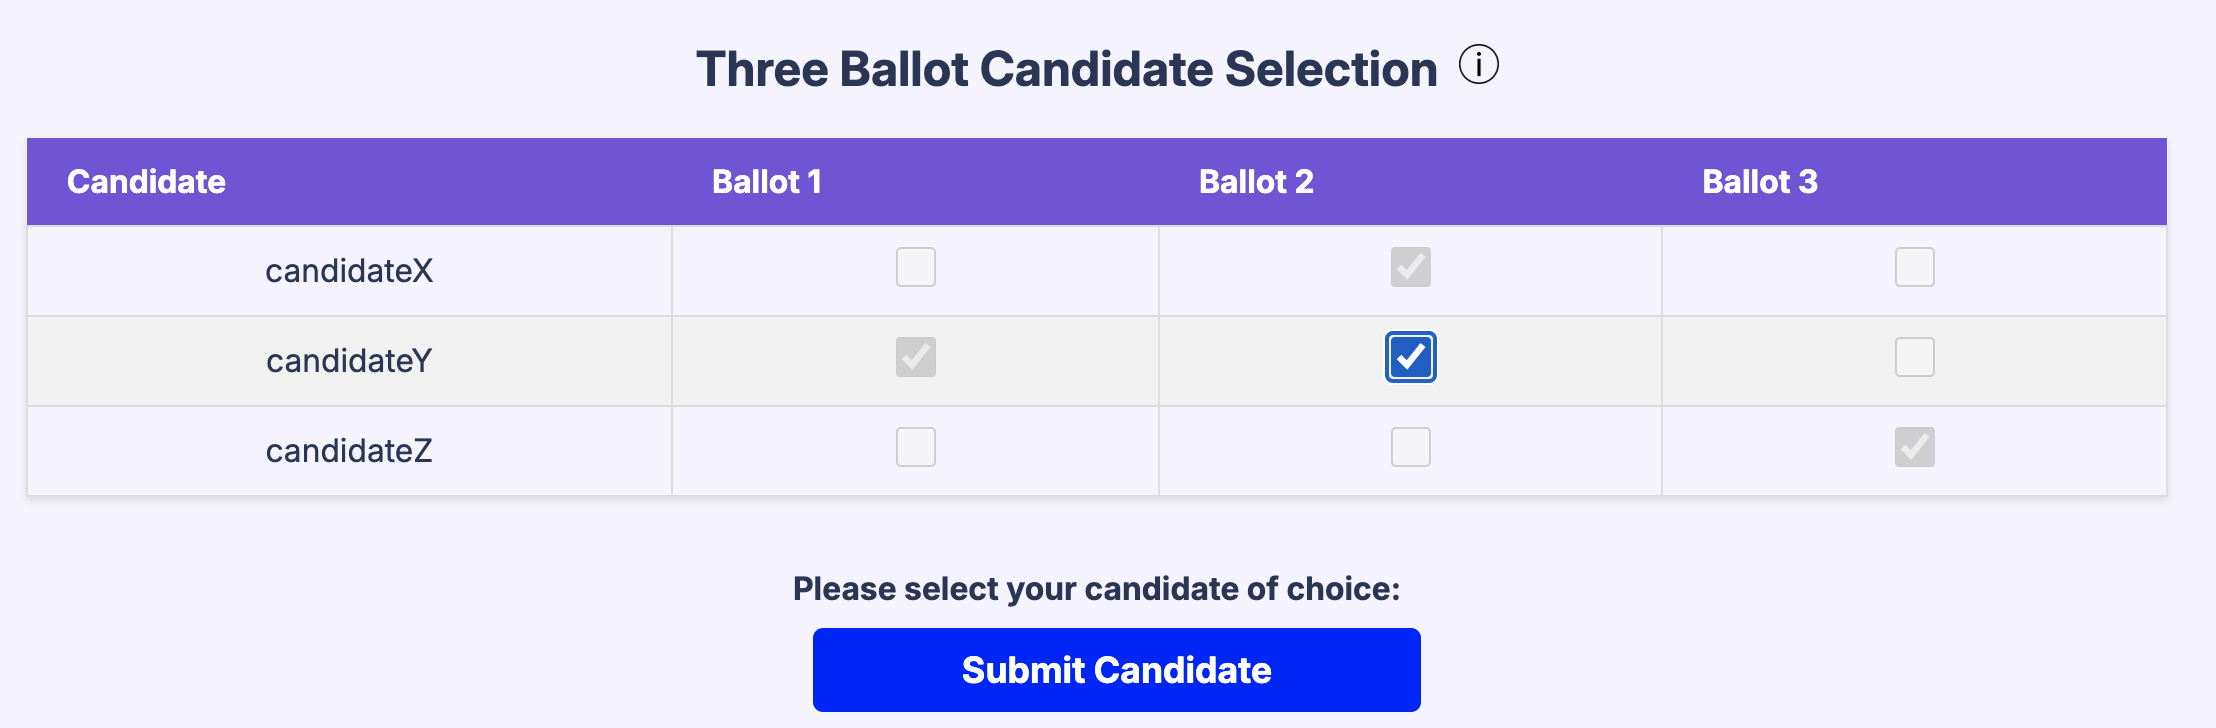 Three Ballot Candidate Selection i
Candidate Ballot 1 Ballot 2 Ballot 3
candidateX
candidateY
candidateZ
Please select your candidate of choice:
Submit Candidate